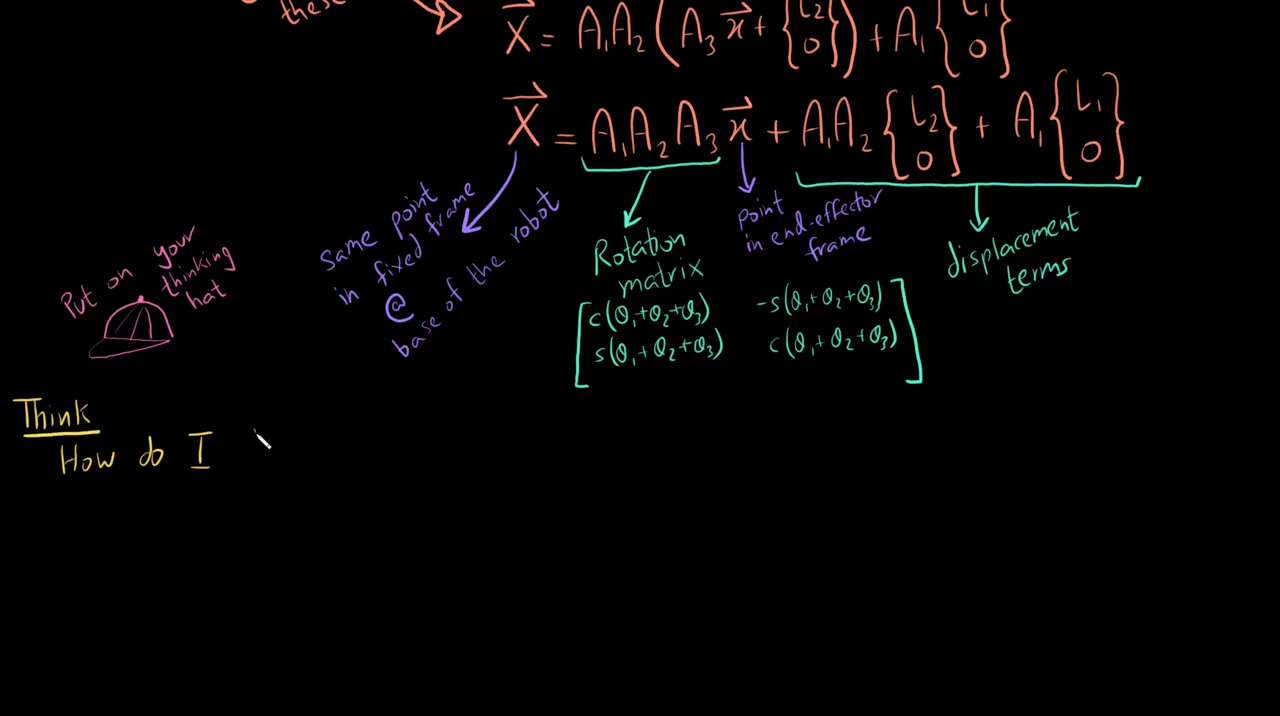 these
X⃗ = A₁A₂(A₃x⃗ + {L₂ 0}) + A₁{L₁ 0}
X⃗ = A₁A₂A₃x⃗ + A₁A₂{L₂ 0} + A₁{L₁ 0}
same point
in fixed frame
@
base of the robot
Rotation
matrix
[c(θ₁+θ₂+θ₃) -s(θ₁+θ₂+θ₃)
s(θ₁+θ₂+θ₃) c(θ₁+θ₂+θ₃)]
point
in end-effector
frame
displacement
terms
Put on your
thinking
hat
Think
How do I